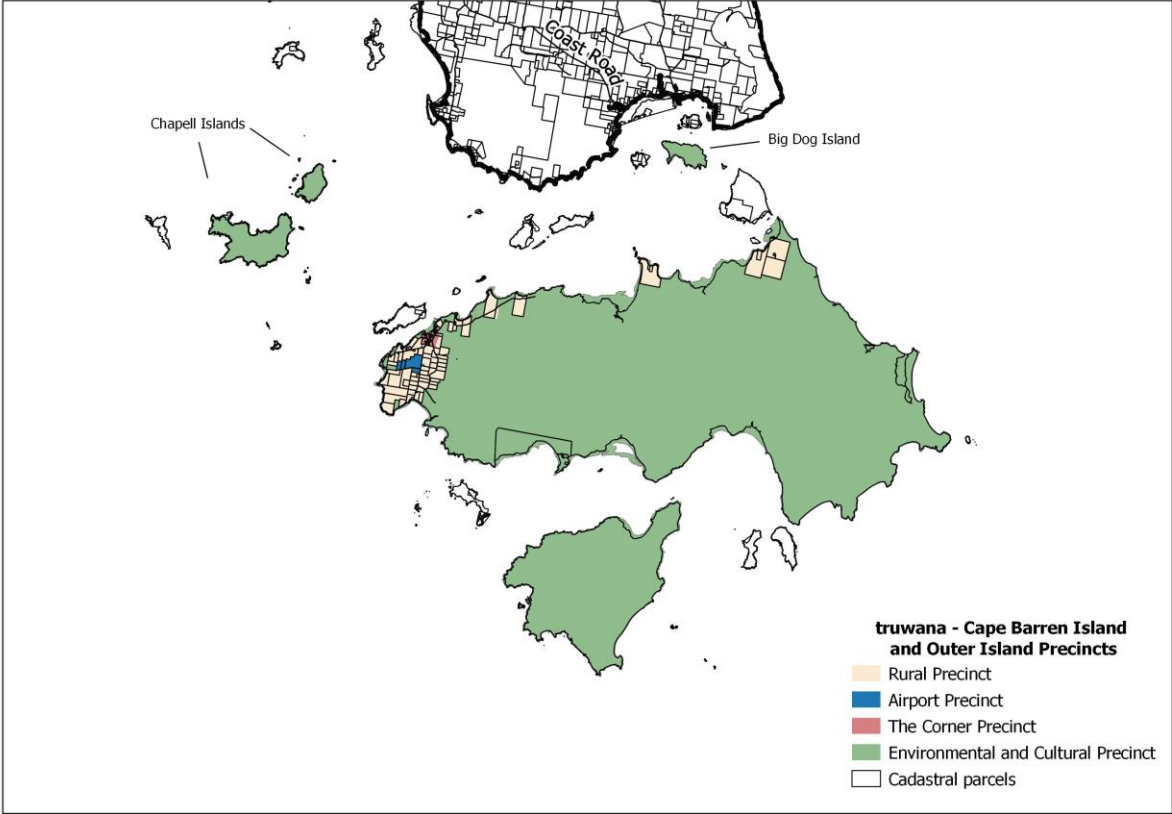 Coast Road
Chapell Islands
Big Dog Island
truwana - Cape Barren Island
and Outer Island Precincts
Rural Precinct
Airport Precinct
The Corner Precinct
Environmental and Cultural Precinct
Cadastral parcels